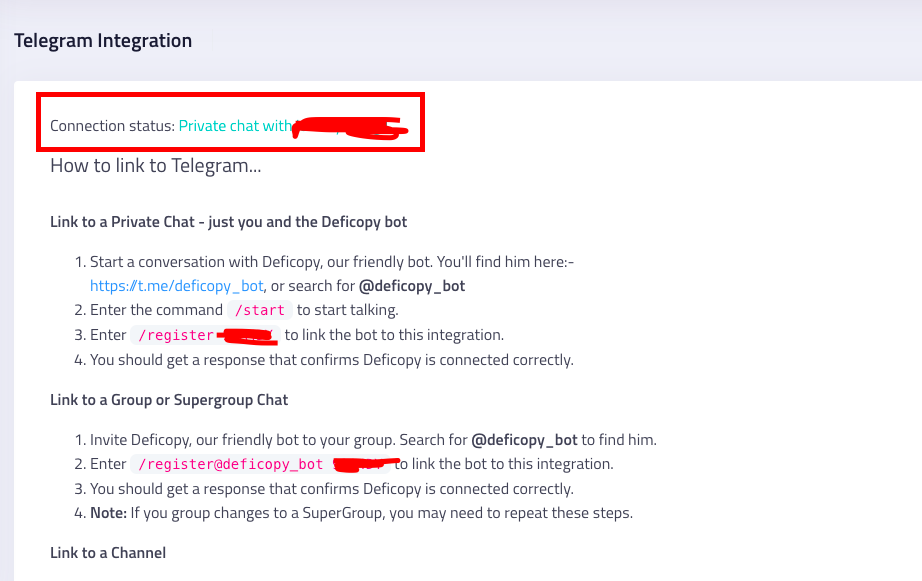 Telegram Integration
Connection status: Private chat with
How to link to Telegram...
Link to a Private Chat - just you and the Deficopy bot
1. Start a conversation with Deficopy, our friendly bot. You'll find him here:-
https://t.me/deficopy_bot, or search for @deficopy_bot
2. Enter the command /start to start talking.
3. Enter /register to link the bot to this integration.
4. You should get a response that confirms Deficopy is connected correctly.
Link to a Group or Supergroup Chat
1. Invite Deficopy, our friendly bot to your group. Search for @deficopy_bot to find him.
2. Enter /register@deficopy_bot to link the bot to this integration.
3. You should get a response that confirms Deficopy is connected correctly.
4. Note: If you group changes to a SuperGroup, you may need to repeat these steps.
Link to a Channel